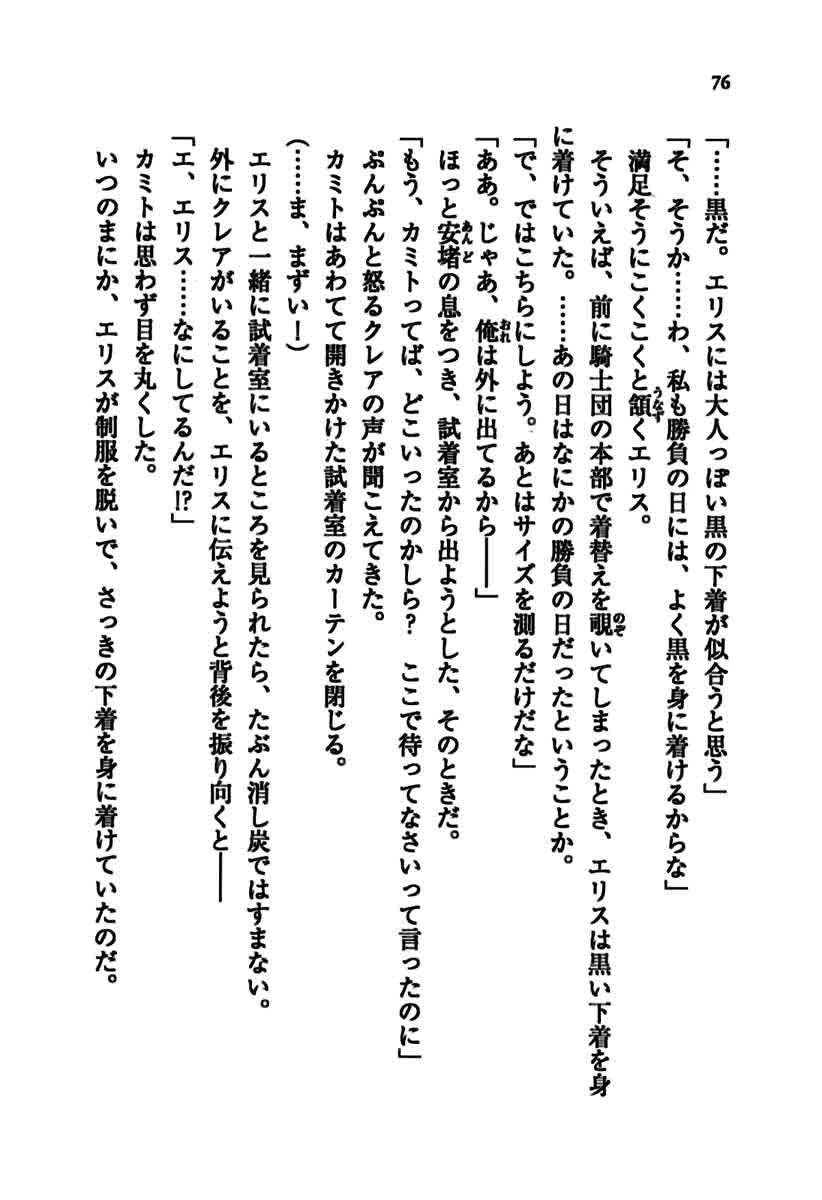 76
「……黒だ。エリスには大人っぽい黒の下着が似合うと思う」
「そ、そうか……わ、私も勝負の日には、よく黒を身に着けるからな」
満足そうにこくこくと頷くエリス。
そういえば、前に騎士団の本部で着替えを覗いてしまったとき、エリスは黒い下着を身
に着けていた。……あの日はなにかの勝負の日だったということか。
「で、ではこちらにしよう。あとはサイズを測るだけだな」
「ああ。じゃあ、俺は外に出てるから――」
ほっと安堵の息をつき、試着室から出ようとした、そのときだ。
「もう、カミトってば、どこいったのかしら？　ここで待ってなさいって言ったのに」
ぷんぷんと怒るクレアの声が聞こえてきた。
カミトはあわてて開きかけた試着室のカーテンを閉じる。
（……ま、まずい！）
エリスと一緒に試着室にいるところを見られたら、たぶん消し炭ではすまない。
外にクレアがいることを、エリスに伝えようと背後を振り向くと――
「エ、エリス……なにしてるんだ!?」
カミトは思わず目を丸くした。
いつのまにか、エリスが制服を脱いで、さっきの下着を身に着けていたのだ。